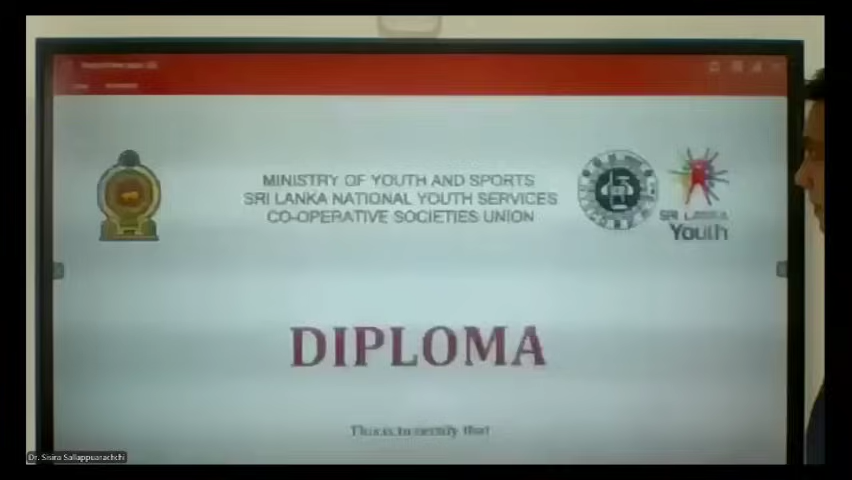 MINISTRY OF YOUTH AND SPORTS
SRI LANKA NATIONAL YOUTH SERVICES
CO-OPERATIVE SOCIETIES UNION
SRI LANKA
Youth
DIPLOMA
This is to certify that
Dr. Sisira Sallappuarachchi